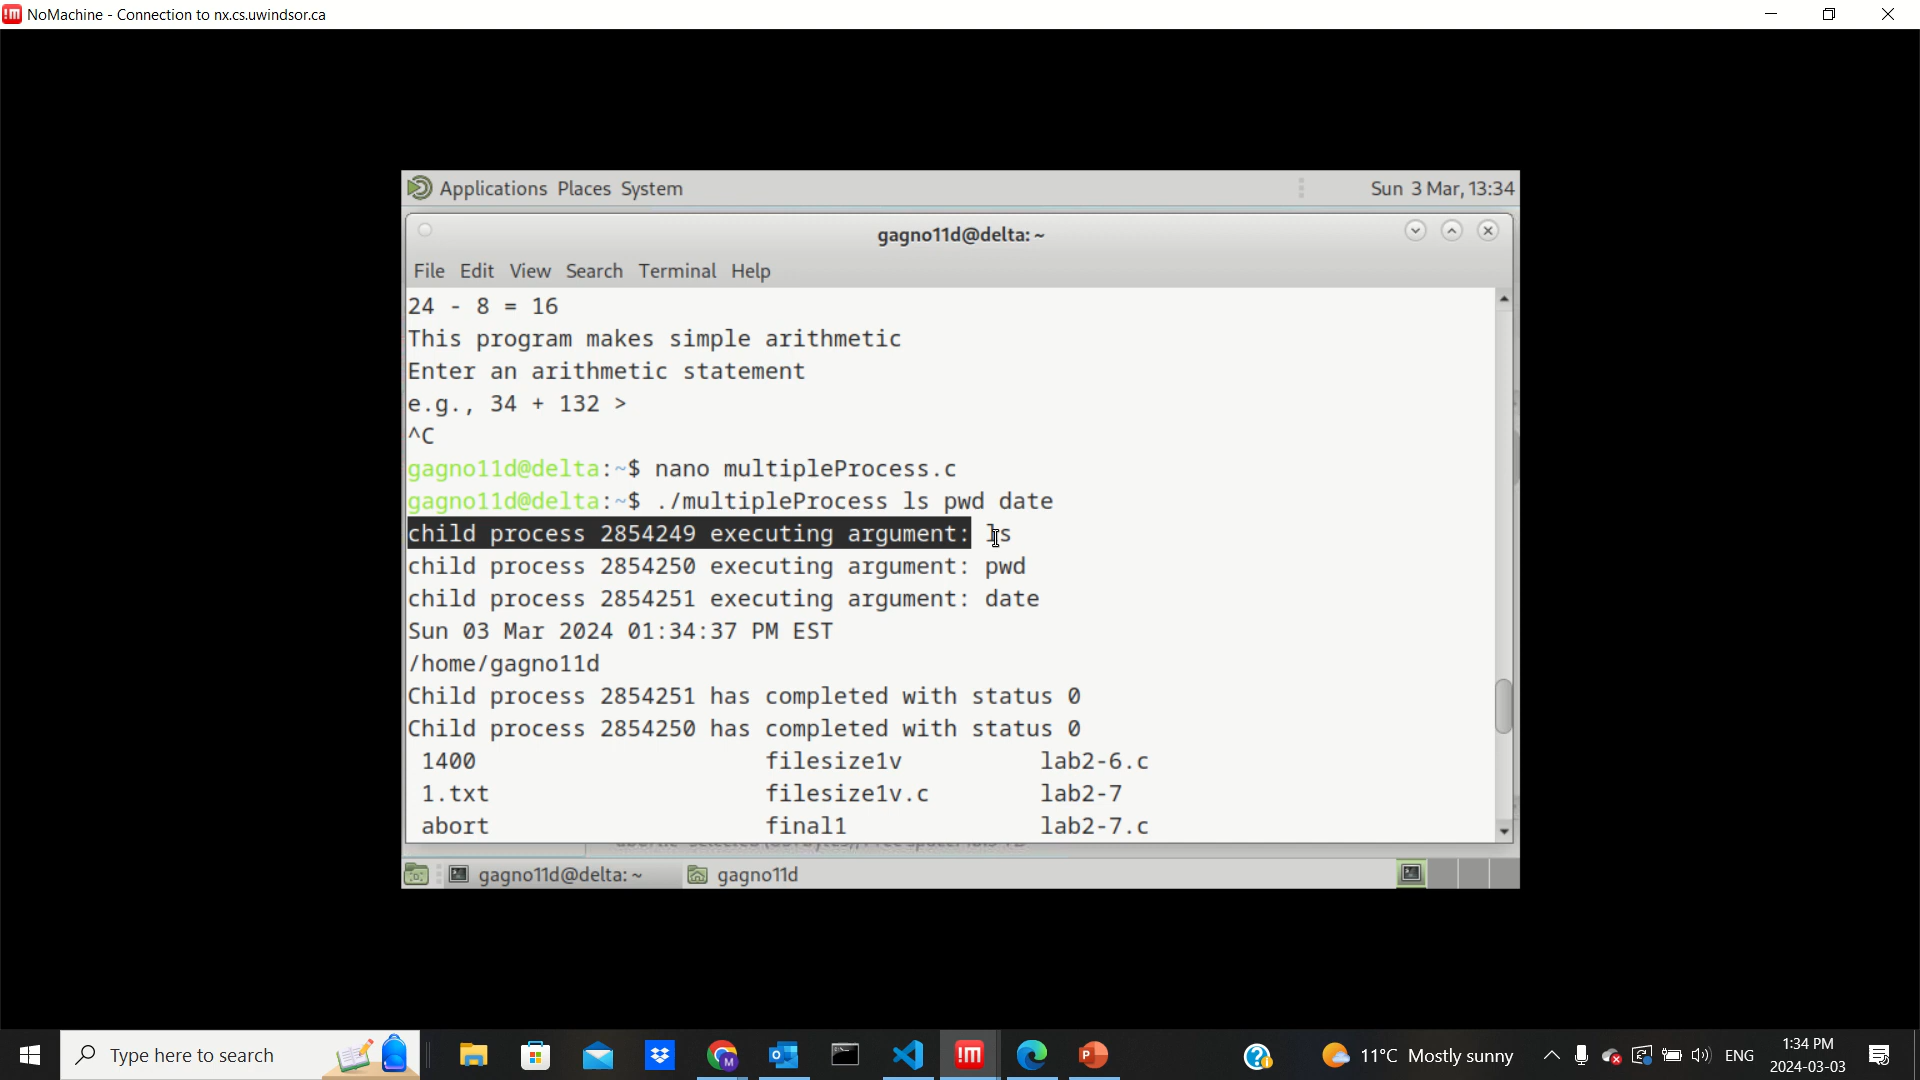 NoMachine - Connection to nx.cs.uwindsor.ca
Applications Places System
Sun 3 Mar, 13:34
gagno11d@delta: ~
File Edit View Search Terminal Help
24 - 8 = 16
This program makes simple arithmetic
Enter an arithmetic statement
e.g., 34 + 132 >
^C
gagno11d@delta:~$ nano multipleProcess.c
gagno11d@delta:~$ ./multipleProcess ls pwd date
child process 2854249 executing argument: ls
child process 2854250 executing argument: pwd
child process 2854251 executing argument: date
Sun 03 Mar 2024 01:34:37 PM EST
/home/gagno11d
Child process 2854251 has completed with status 0
Child process 2854250 has completed with status 0
1400 filesize1v lab2-6.c
1.txt filesize1v.c lab2-7
abort final1 lab2-7.c
gagno11d@delta: ~
gagno11d
Type here to search
11°C Mostly sunny
ENG
1:34 PM
2024-03-03